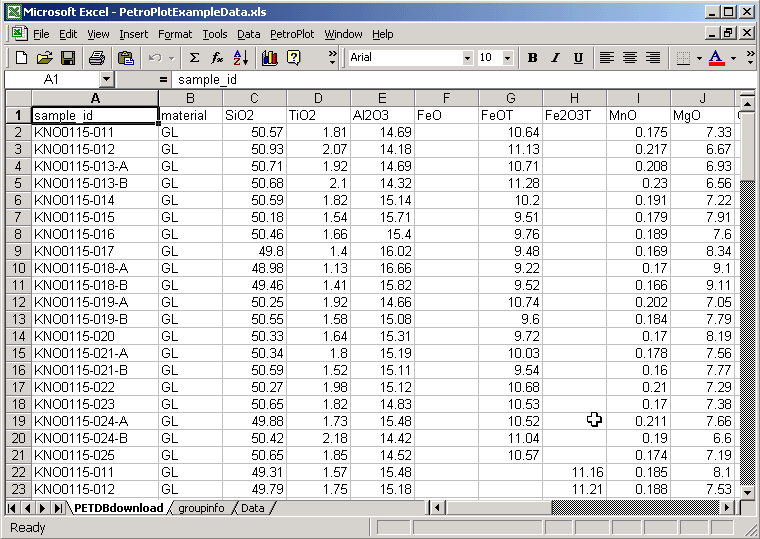 Microsoft Excel - PetroPlotExampleData.xls
File Edit View Insert Format Tools Data PetroPlot Window Help
Σ fx Arial 10 B I U A
A1 = sample_id
A B C D E F G H I J
1 sample_id material SiO2 TiO2 Al2O3 FeO FeOT Fe2O3T MnO MgO
2 KNO0115-011 GL 50.57 1.81 14.69 10.64 0.175 7.33
3 KNO0115-012 GL 50.93 2.07 14.18 11.13 0.217 6.67
4 KNO0115-013-A GL 50.71 1.92 14.69 10.71 0.208 6.93
5 KNO0115-013-B GL 50.68 2.1 14.32 11.28 0.23 6.56
6 KNO0115-014 GL 50.59 1.82 15.14 10.2 0.191 7.22
7 KNO0115-015 GL 50.18 1.54 15.71 9.51 0.179 7.91
8 KNO0115-016 GL 50.46 1.66 15.4 9.76 0.189 7.6
9 KNO0115-017 GL 49.8 1.4 16.02 9.48 0.169 8.34
10 KNO0115-018-A GL 48.98 1.13 16.66 9.22 0.17 9.1
11 KNO0115-018-B GL 49.46 1.41 15.82 9.52 0.166 9.11
12 KNO0115-019-A GL 50.25 1.92 14.66 10.74 0.202 7.05
13 KNO0115-019-B GL 50.55 1.58 15.08 9.6 0.184 7.79
14 KNO0115-020 GL 50.33 1.64 15.31 9.72 0.17 8.19
15 KNO0115-021-A GL 50.34 1.8 15.19 10.03 0.178 7.56
16 KNO0115-021-B GL 50.59 1.52 15.11 9.54 0.16 7.77
17 KNO0115-022 GL 50.27 1.98 15.12 10.68 0.21 7.29
18 KNO0115-023 GL 50.65 1.82 14.83 10.53 0.17 7.38
19 KNO0115-024-A GL 49.88 1.73 15.48 10.52 0.211 7.66
20 KNO0115-024-B GL 50.42 2.18 14.42 11.04 0.19 6.6
21 KNO0115-025 GL 50.65 1.85 14.52 10.57 0.174 7.19
22 KNO0115-011 GL 49.31 1.57 15.48 11.16 0.185 8.1
23 KNO0115-012 GL 49.79 1.75 15.18 11.21 0.188 7.53
PETDBdownload groupinfo Data
Ready